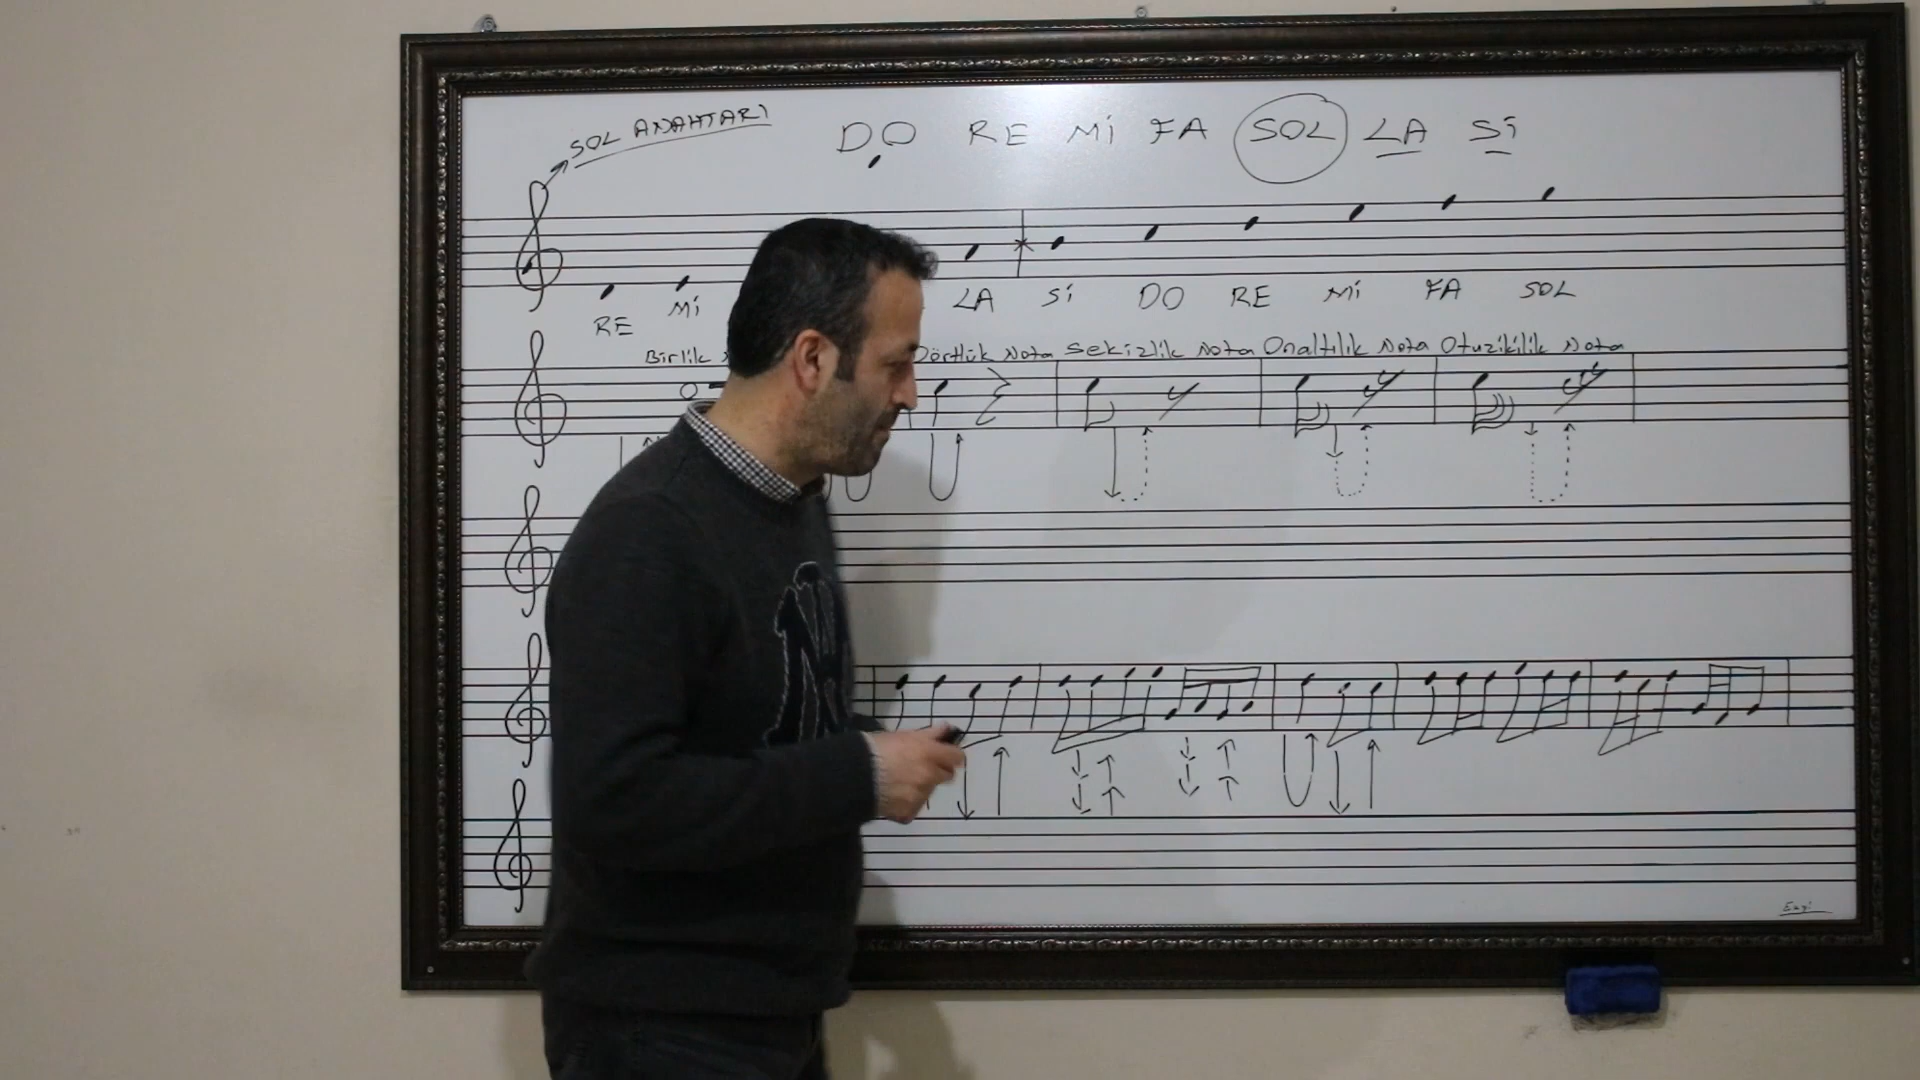 SOL ANAHTARI
DO RE Mi FA SOL LA Si
RE Mi LA Si DO RE Mi FA SOL
Birlik Dörtlük Nota Sekizlik Nota Onaltılık Nota Otuzikilik Nota